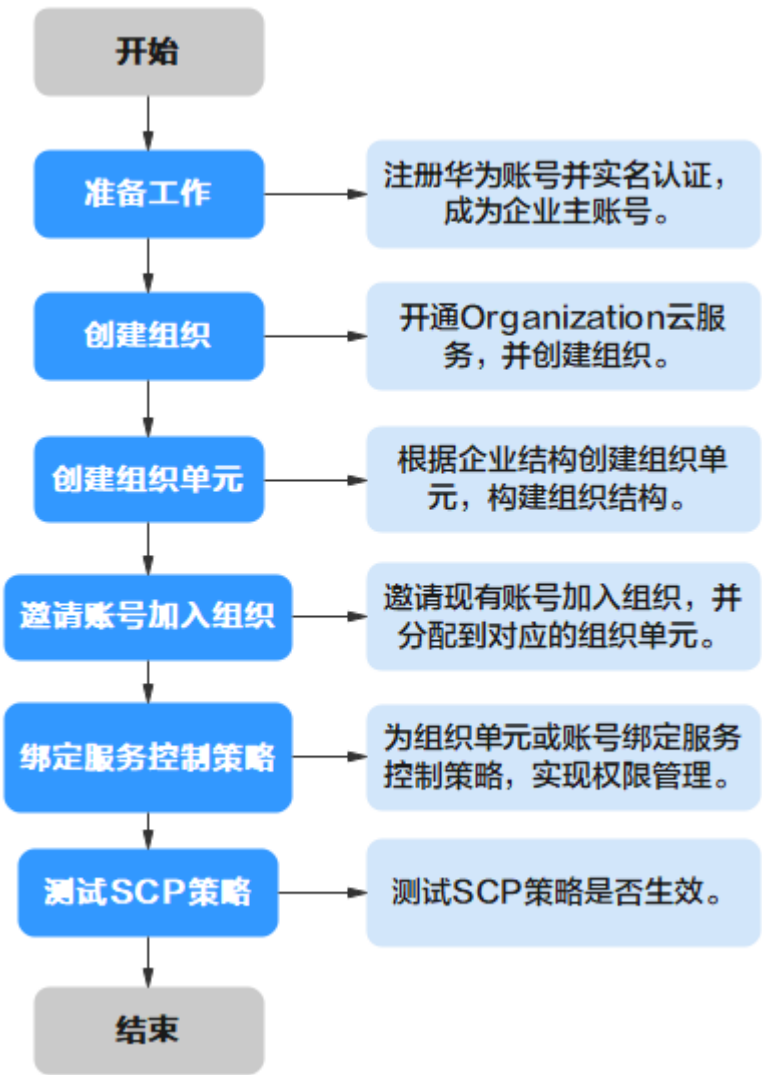 开始
准备工作
注册华为账号并实名认证，
成为企业主账号。
创建组织
开通Organization云服
务，并创建组织。
创建组织单元
根据企业结构创建组织单
元，构建组织结构。
邀请账号加入组织
邀请现有账号加入组织，并
分配到对应的组织单元。
绑定服务控制策略
为组织单元或账号绑定服务
控制策略，实现权限管理。
测试SCP策略
测试SCP策略是否生效。
结束